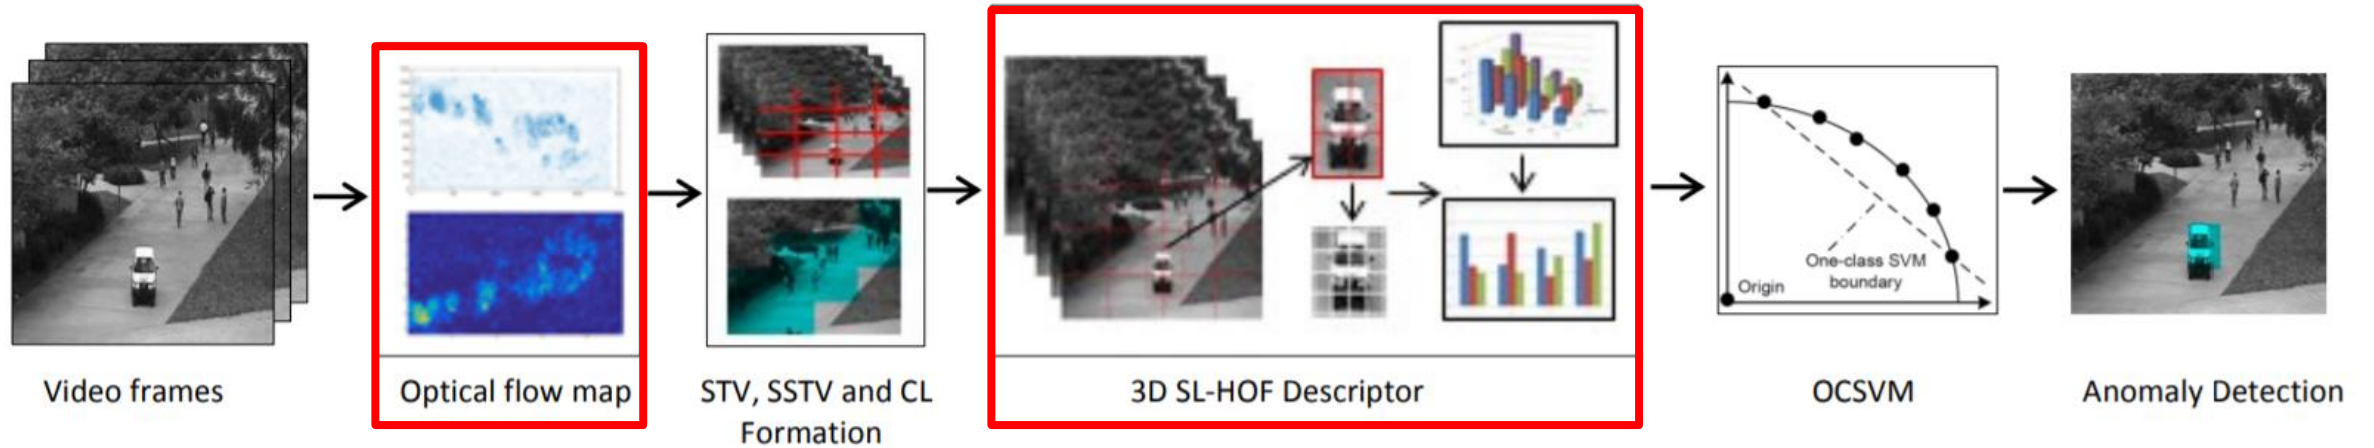 Origin
One-class SVM
boundary
Video frames
Optical flow map
STV, SSTV and CL
Formation
3D SL-HOF Descriptor
OCSVM
Anomaly Detection